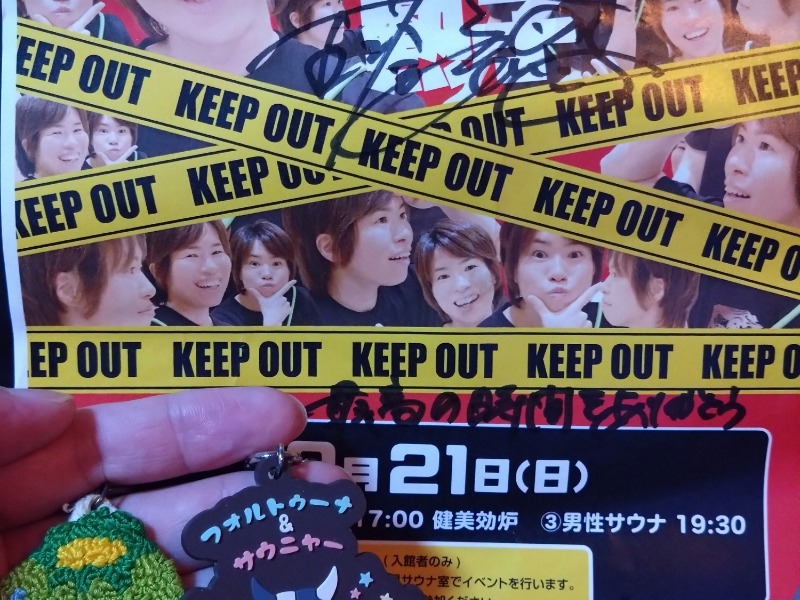 KEEP OUT KEEP OUT KEEP OUT KEEP OUT KEEP
KEEP OUT KEEP OUT OUT KEEP OUT KEEP
EP OUT KEEP OUT KEEP OUT KEEP OUT KEEP O
最高の時間をありがとう
月21日(日)
17:00 健美効炉 ③男性サウナ 19:30
(入館者のみ)
サウナ室でイベントを行います。
フォルトゥーナ
&
サウニャー